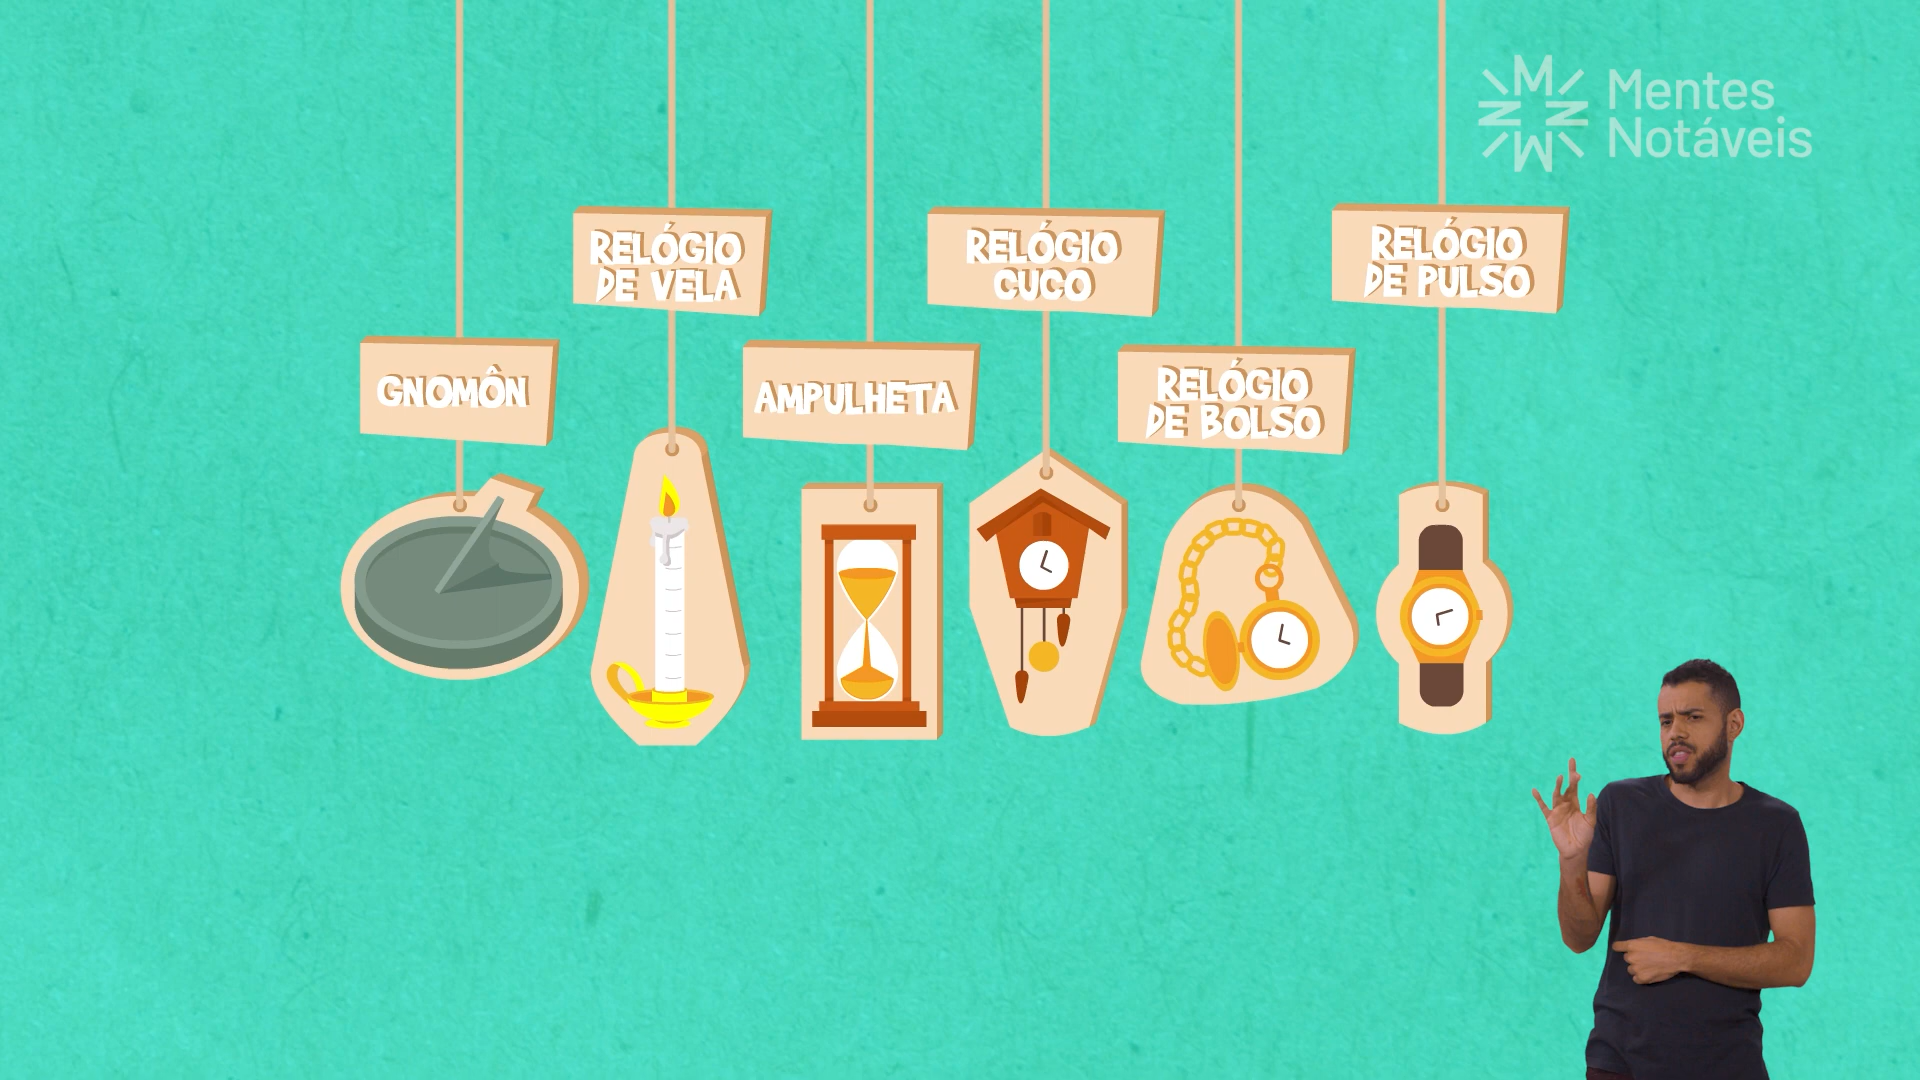 Mentes
Notáveis
GNOMÔN
RELÓGIO
DE VELA
AMPULHETA
RELÓGIO
CUCO
RELÓGIO
DE BOLSO
RELÓGIO
DE PULSO